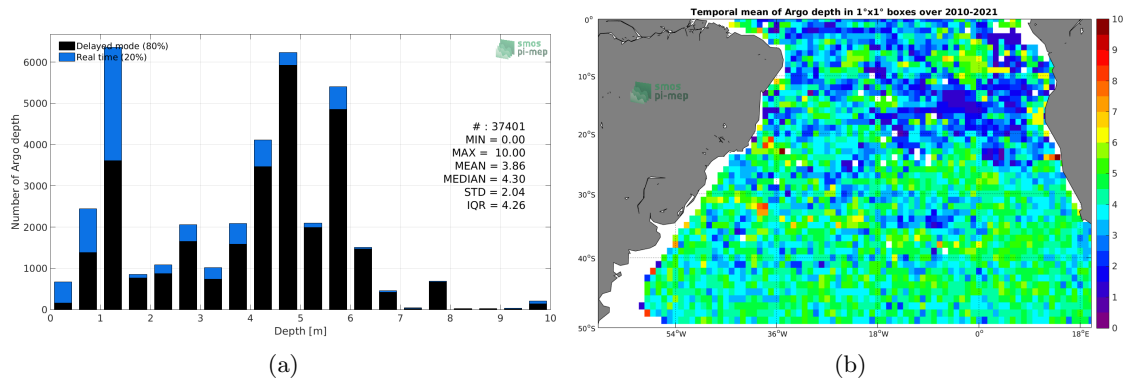 Delayed mode (80%)
Real time (20%)
smos
pi-mep
# : 37401
MIN = 0.00
MAX = 10.00
MEAN = 3.86
MEDIAN = 4.30
STD = 2.04
IQR = 4.26
Number of Argo depth
6000
5000
4000
3000
2000
1000
0
0 1 2 3 4 5 6 7 8 9 10
Depth [m]
(a)
Temporal mean of Argo depth in 1°x1° boxes over 2010-2021
smos
pi-mep
0°
10°S
20°S
30°S
40°S
50°S
54°W 36°W 18°W 0° 18°E
10
9
8
7
6
5
4
3
2
1
0
(b)